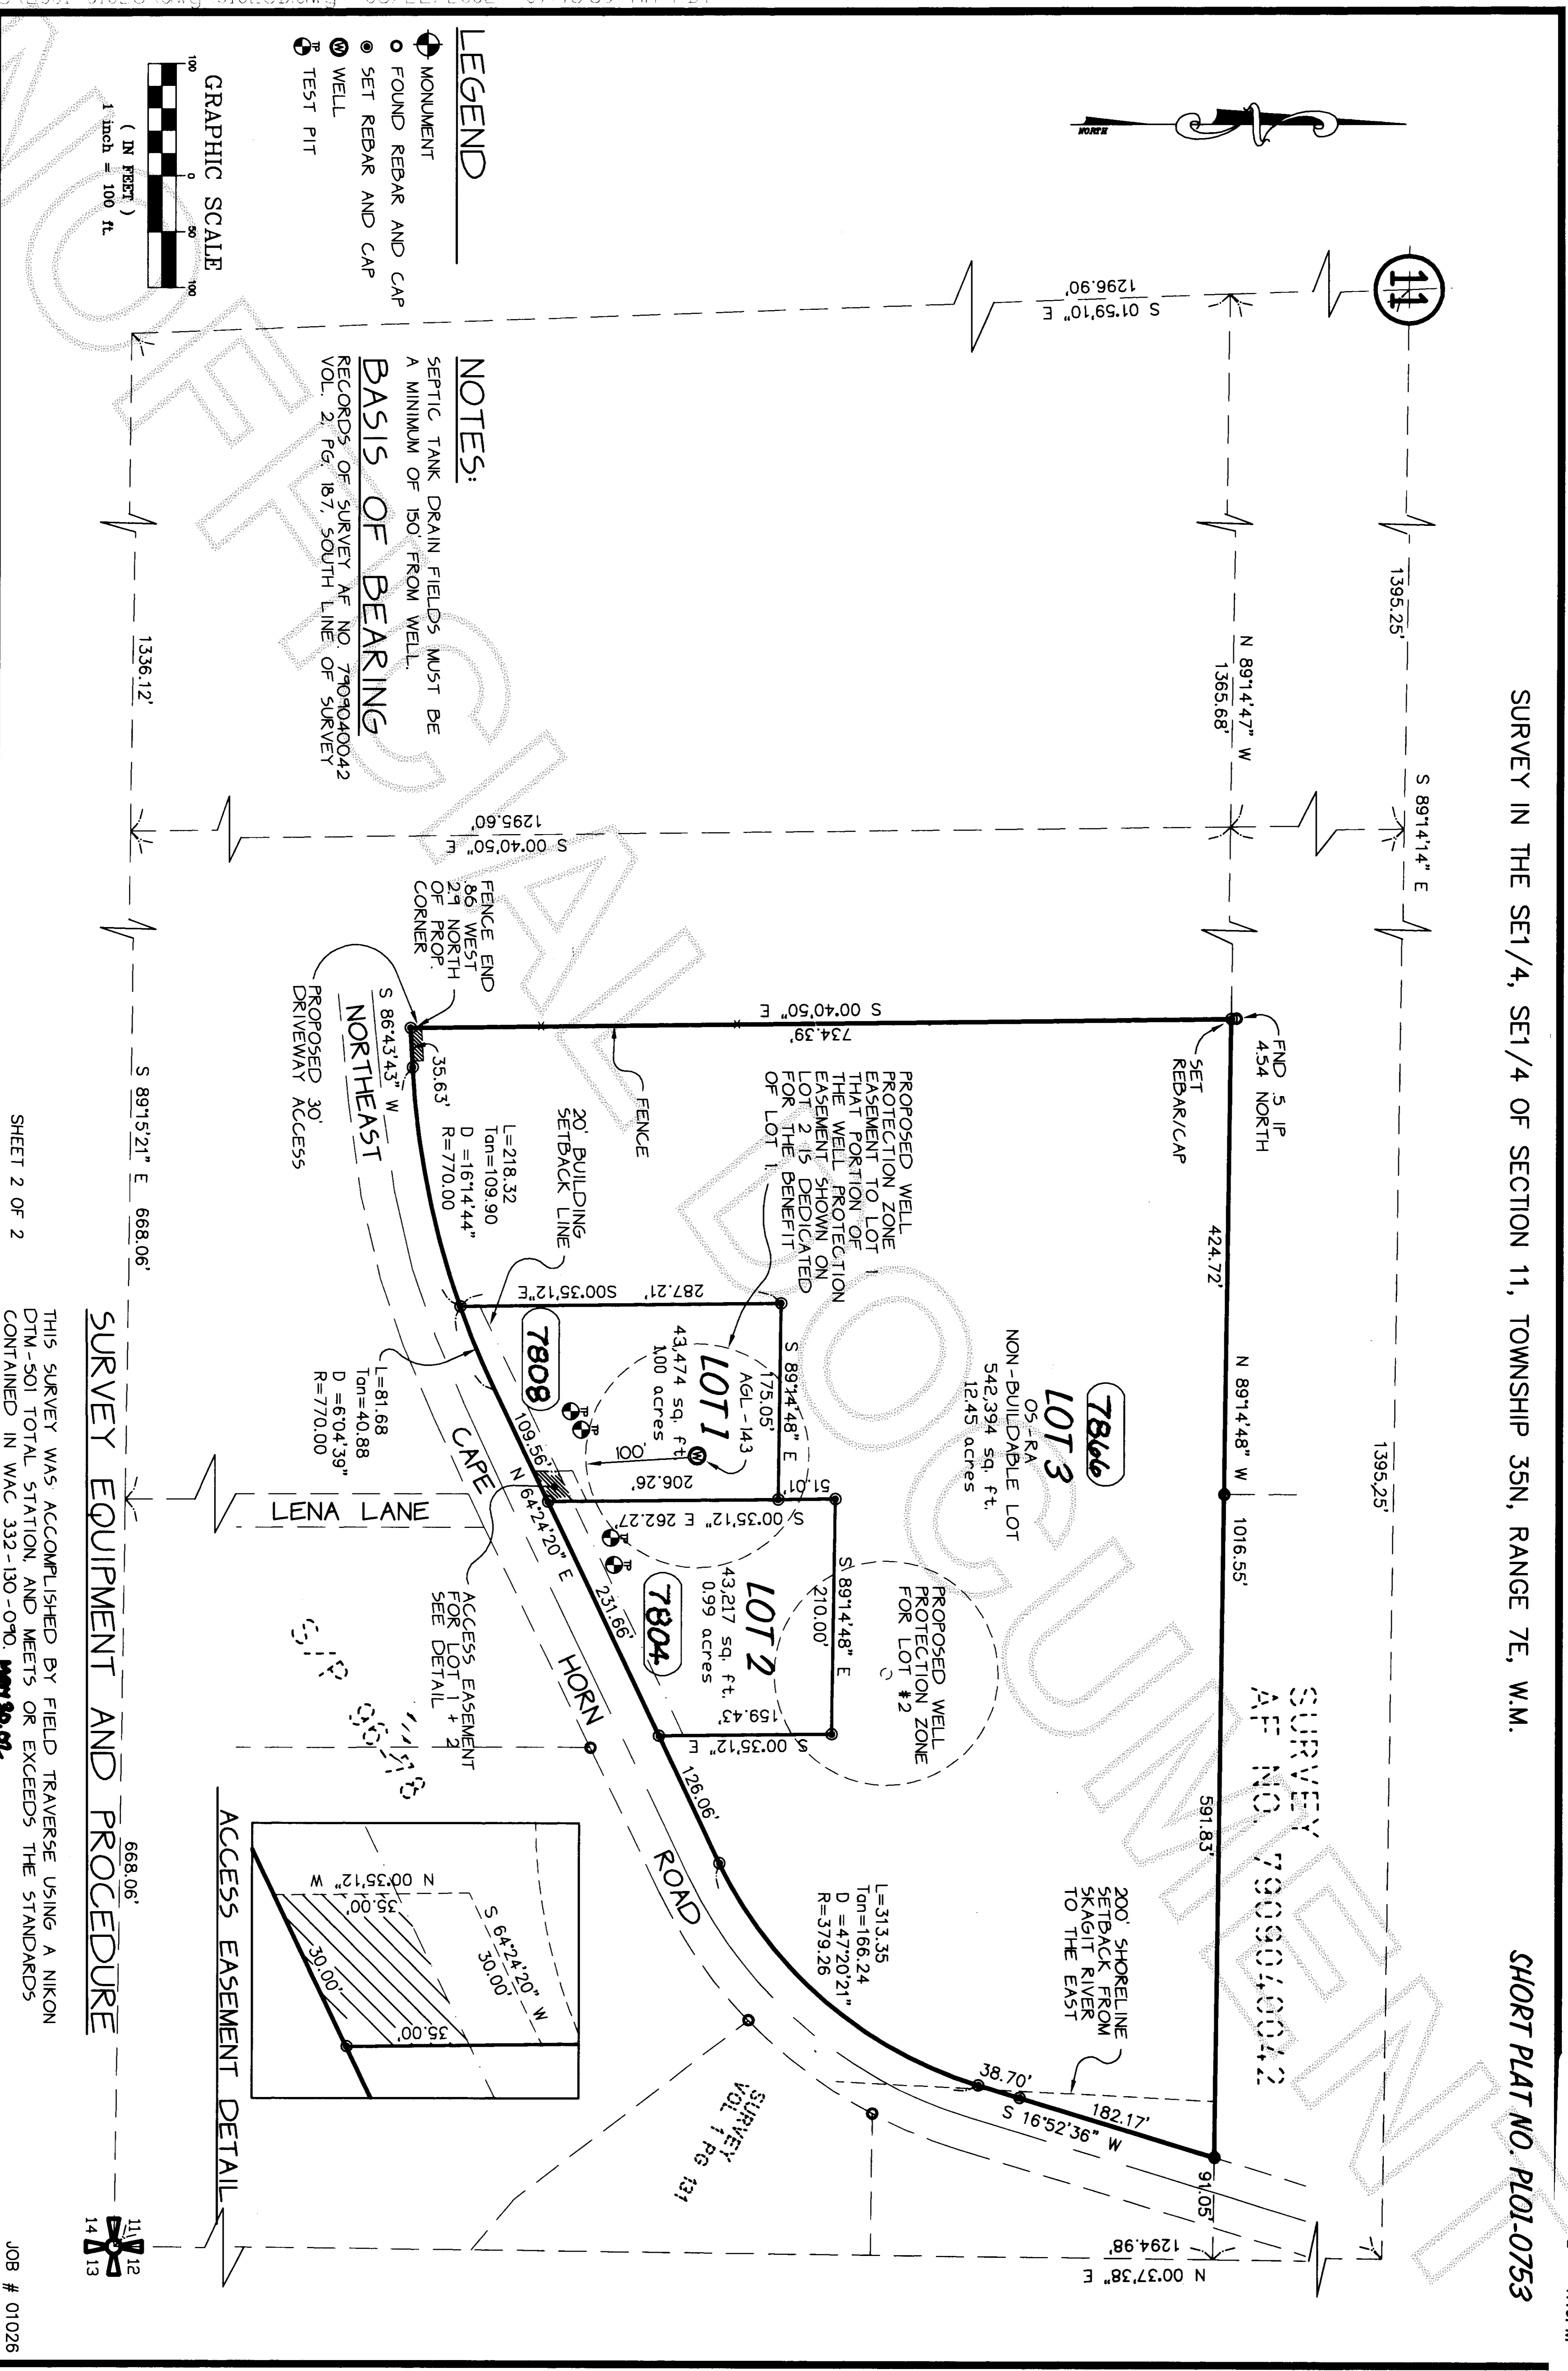 SURVEY IN THE SE1/4, SE1/4 OF SECTION 11, TOWNSHIP 35N, RANGE 7E, W.M.
SHORT PLAT NO. PL01-0753
NORTH
11
1395.25'
S 89°14'14" E
1395.25'
N 89°14'47" W
1365.68'
S 01°59'10" E
1296.90'
S 00°40'50" E
1295.60'
FND 5 IP
4.54 NORTH
SET
REBAR/CAP
424.72'
N 89°14'48" W
1016.55'
591.83'
91.05'
SURVEY
AF NO. 7909040042
N 00°37'38" E
1294.98'
7866
LOT 3
OS-RA
NON-BUILDABLE LOT
542,394 sq. ft.
12.45 acres
200' SHORELINE
SETBACK FROM
SKAGIT RIVER
TO THE EAST
182.17'
S 16°52'36" W
38.70'
L=313.35
Tan=166.24
D =47°20'21"
R=379.26
S 00°40'50" E
734.39'
FENCE
PROPOSED WELL
PROTECTION ZONE
EASEMENT TO LOT 1
THAT PORTION OF
THE WELL PROTECTION
EASEMENT SHOWN ON
LOT 2 IS DEDICATED
FOR THE BENEFIT
OF LOT 1.
PROPOSED WELL
PROTECTION ZONE
FOR LOT #2
S 89°14'48" E
175.05'
AGL-143
LOT 1
43,474 sq. ft.
1.00 acres
W
100'
206.26'
51.01'
S 00°35'12" E 262.27'
S00°35'12"E
287.21'
TP
TP
7808
S 89°14'48" E
210.00'
LOT 2
43,217 sq. ft.
0.99 acres
7804
TP
TP
159.43'
S 00°35'12" E
126.06'
231.66'
N 64°24'20" E
109.56'
20' BUILDING
SETBACK LINE
L=218.32
Tan=109.90
D =16°14'44"
R=770.00
L=81.68
Tan=40.88
D =6°04'39"
R=770.00
35.63'
FENCE END
.86 WEST
2.9 NORTH
OF PROP.
CORNER
S 86°43'43" W
NORTHEAST
CAPE
HORN
ROAD
PROPOSED 30'
DRIVEWAY ACCESS
LENA LANE
ACCESS EASEMENT
FOR LOT 1 + 2
SEE DETAIL
S/P 96-78
SURVEY
VOL 1 PG 131
N 00°35'12" W
35.00'
S 64°24'20" W
30.00'
30.00'
35.00'
ACCESS EASEMENT DETAIL
LEGEND
MONUMENT
FOUND REBAR AND CAP
SET REBAR AND CAP
W WELL
TP TEST PIT
NOTES:
SEPTIC TANK DRAIN FIELDS MUST BE
A MINIMUM OF 150' FROM WELL.
BASIS OF BEARING
RECORDS OF SURVEY AF NO. 7909040042
VOL. 2, PG. 187, SOUTH LINE OF SURVEY
GRAPHIC SCALE
100 0 50 100
( IN FEET )
1 inch = 100 ft.
1336.12'
S 89°15'21" E 668.06'
668.06'
11 12
14 13
SURVEY EQUIPMENT AND PROCEDURE
THIS SURVEY WAS ACCOMPLISHED BY FIELD TRAVERSE USING A NIKON
DTM-501 TOTAL STATION, AND MEETS OR EXCEEDS THE STANDARDS
CONTAINED IN WAC 332-130-090.
SHEET 2 OF 2
JOB # 01026
UNOFFICIAL DOCUMENT